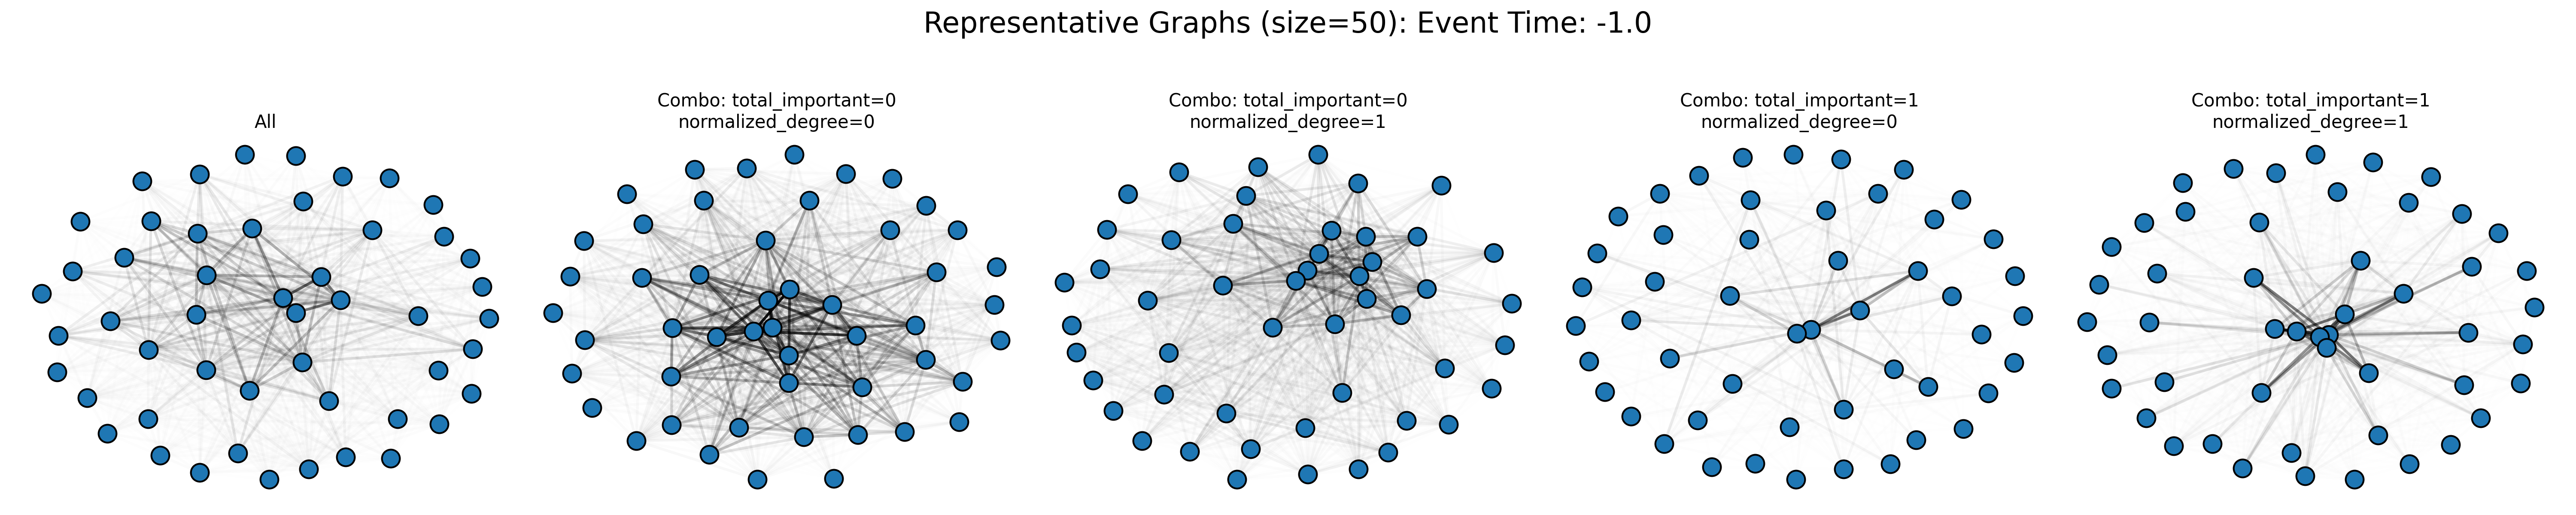 Representative Graphs (size=50): Event Time: -1.0
All
Combo: total_important=0
normalized_degree=0
Combo: total_important=0
normalized_degree=1
Combo: total_important=1
normalized_degree=0
Combo: total_important=1
normalized_degree=1